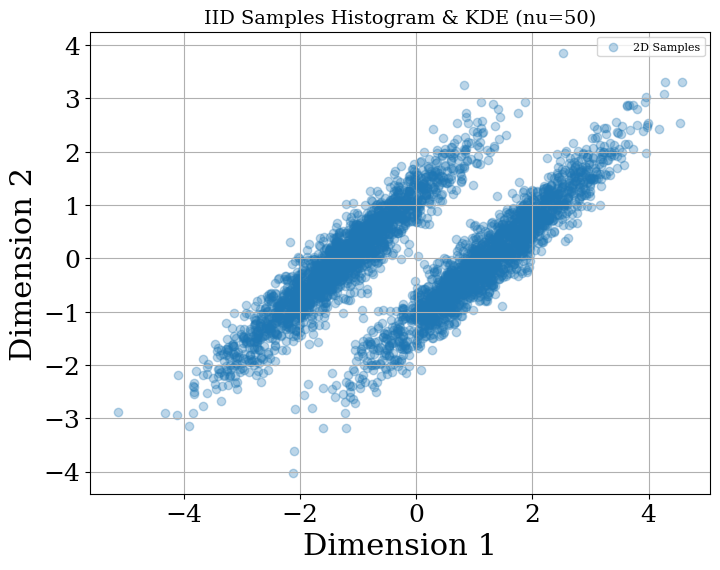 IID Samples Histogram & KDE (nu=50)
2D Samples
4
3
2
1
0
−1
−2
−3
−4
Dimension 2
−4 −2 0 2 4
Dimension 1